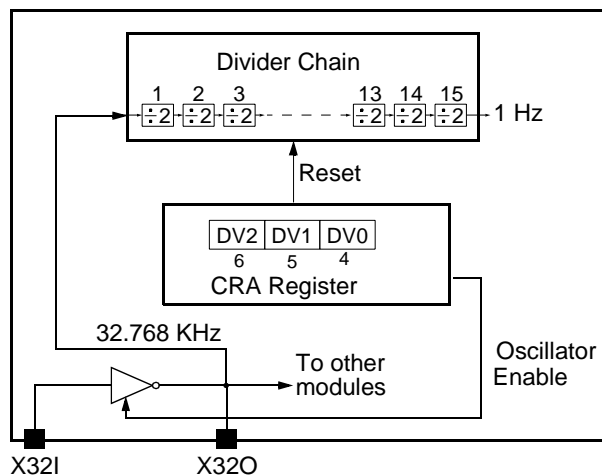 Divider Chain
1 2 3 13 14 15
÷2 ÷2 ÷2 ÷2 ÷2 ÷2 1 Hz
Reset
DV2 DV1 DV0
6 5 4
CRA Register
32.768 KHz
To other
modules
Oscillator
Enable
X32I X32O